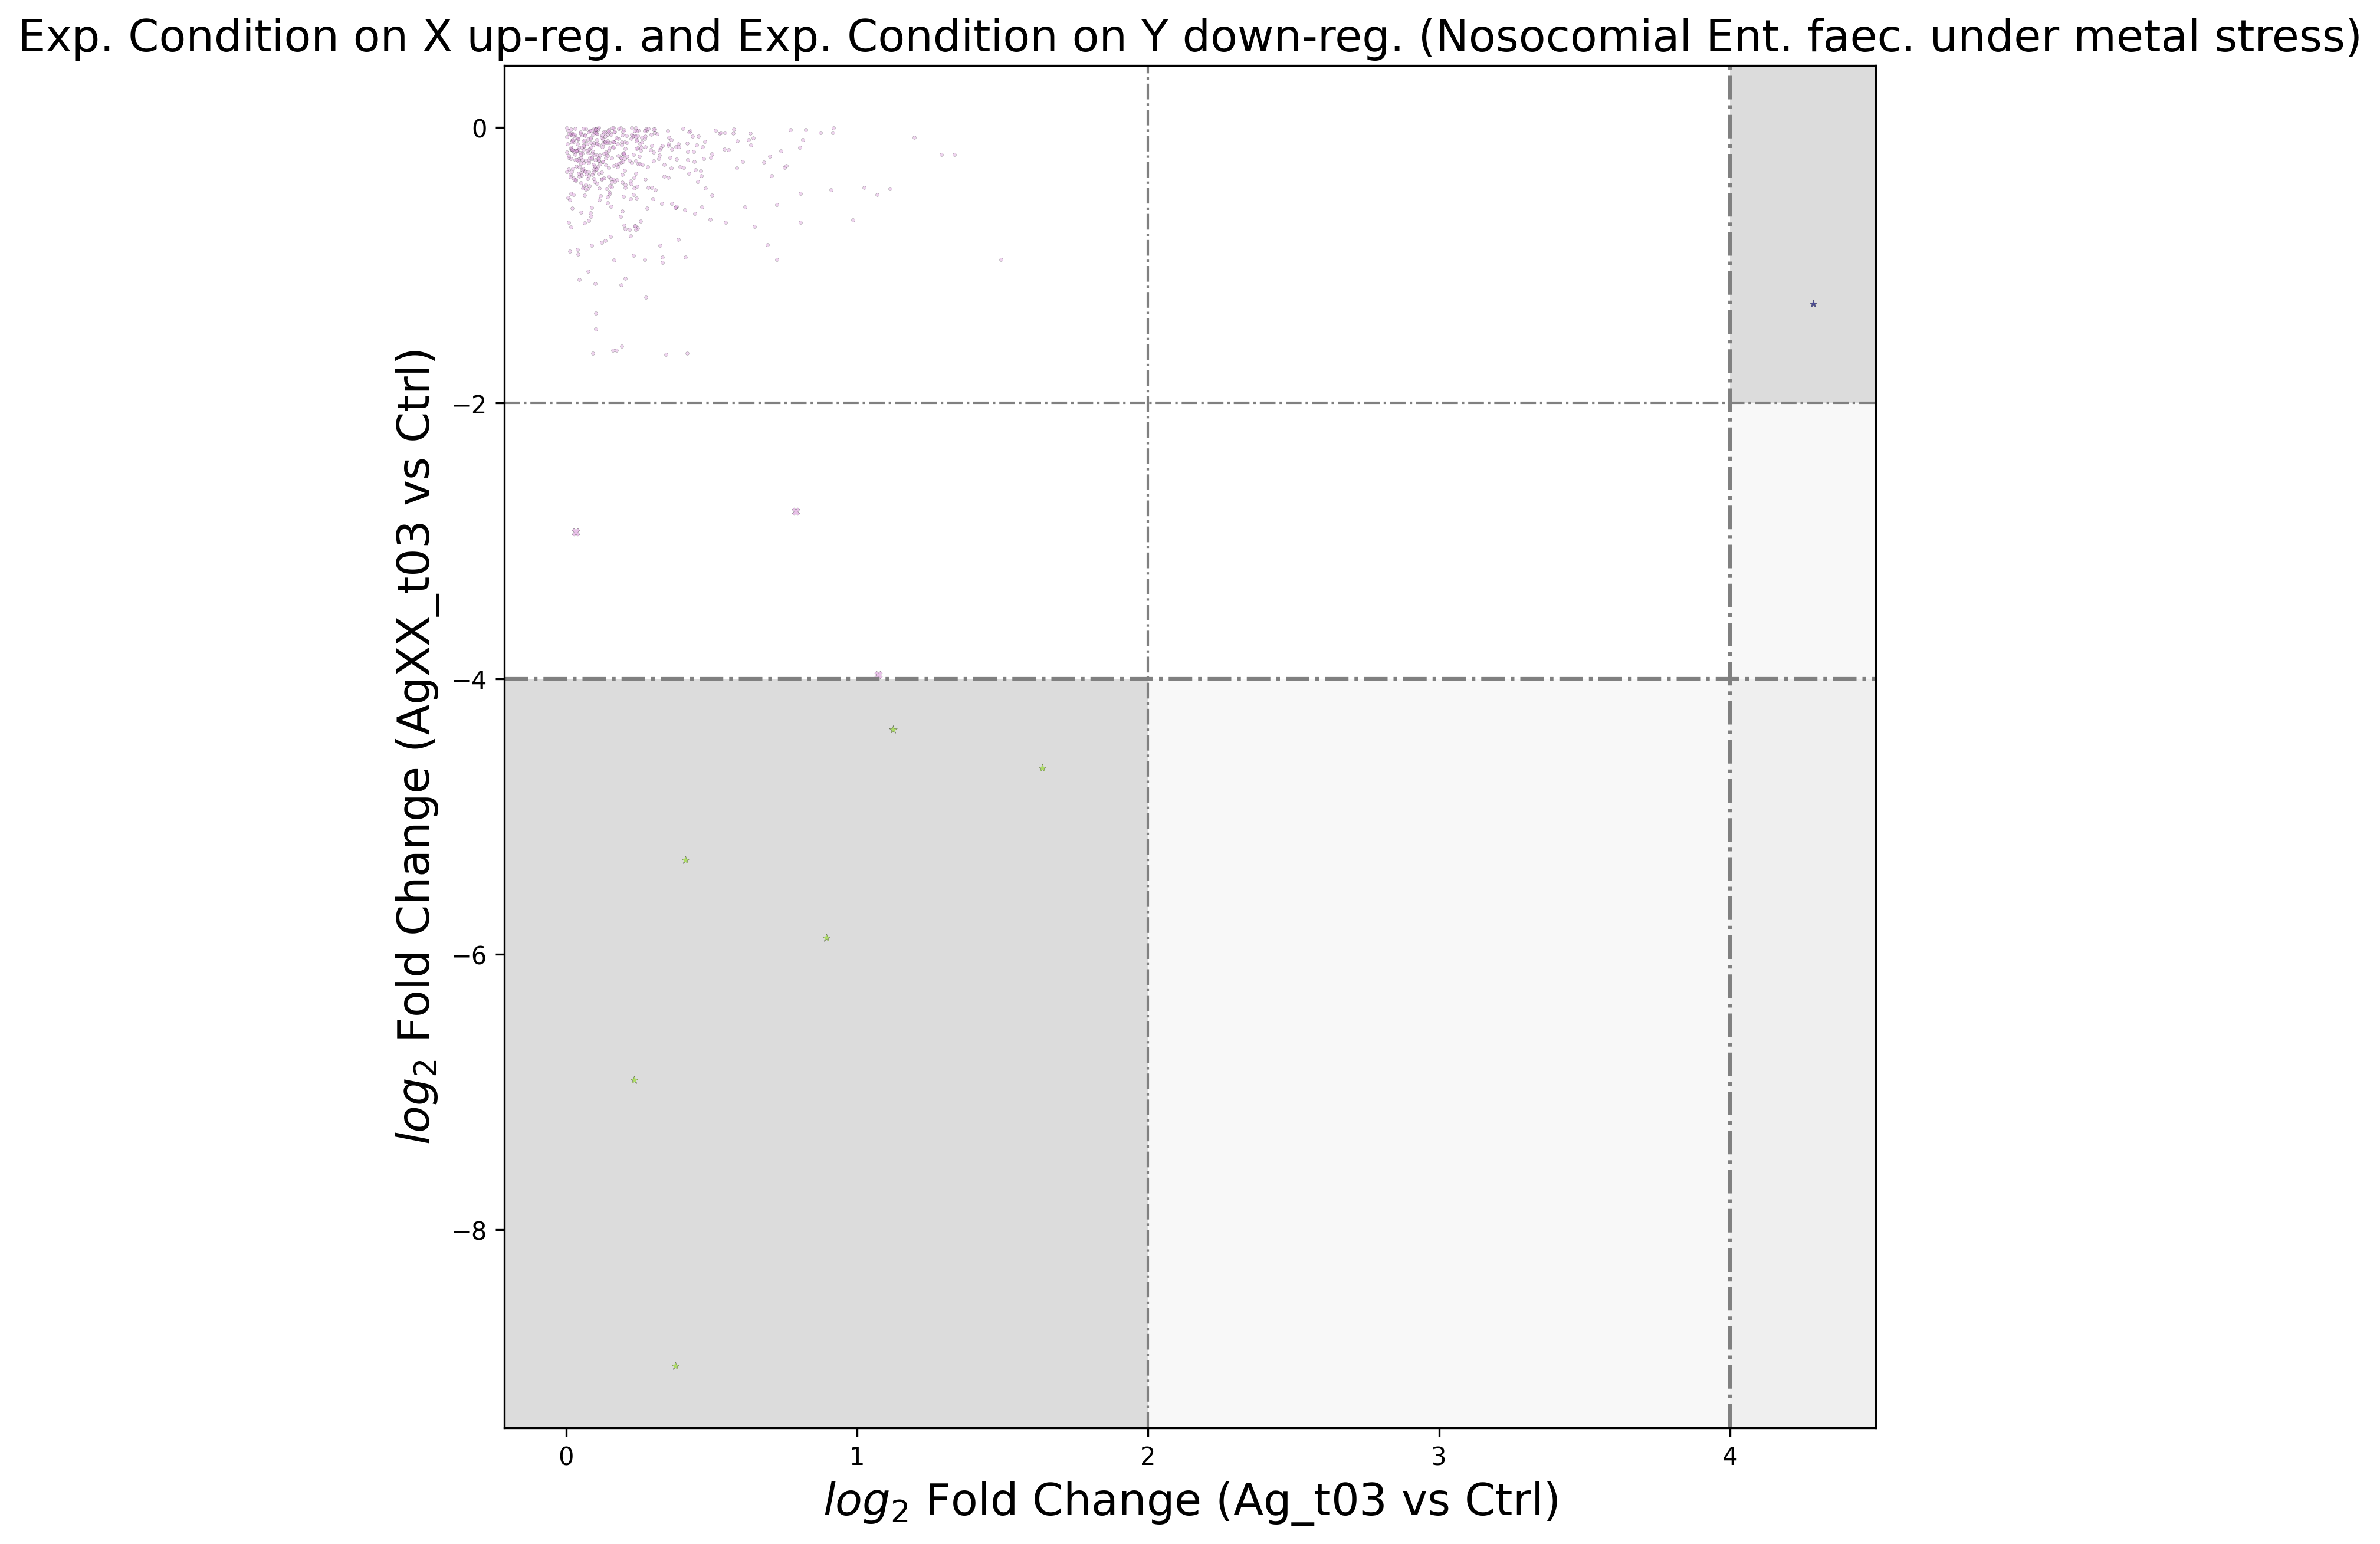 Exp. Condition on X up-reg. and Exp. Condition on Y down-reg. (Nosocomial Ent. faec. under metal stress)
log₂ Fold Change (AgXX_t03 vs Ctrl)
0
−2
−4
−6
−8
0 1 2 3 4
log₂ Fold Change (Ag_t03 vs Ctrl)